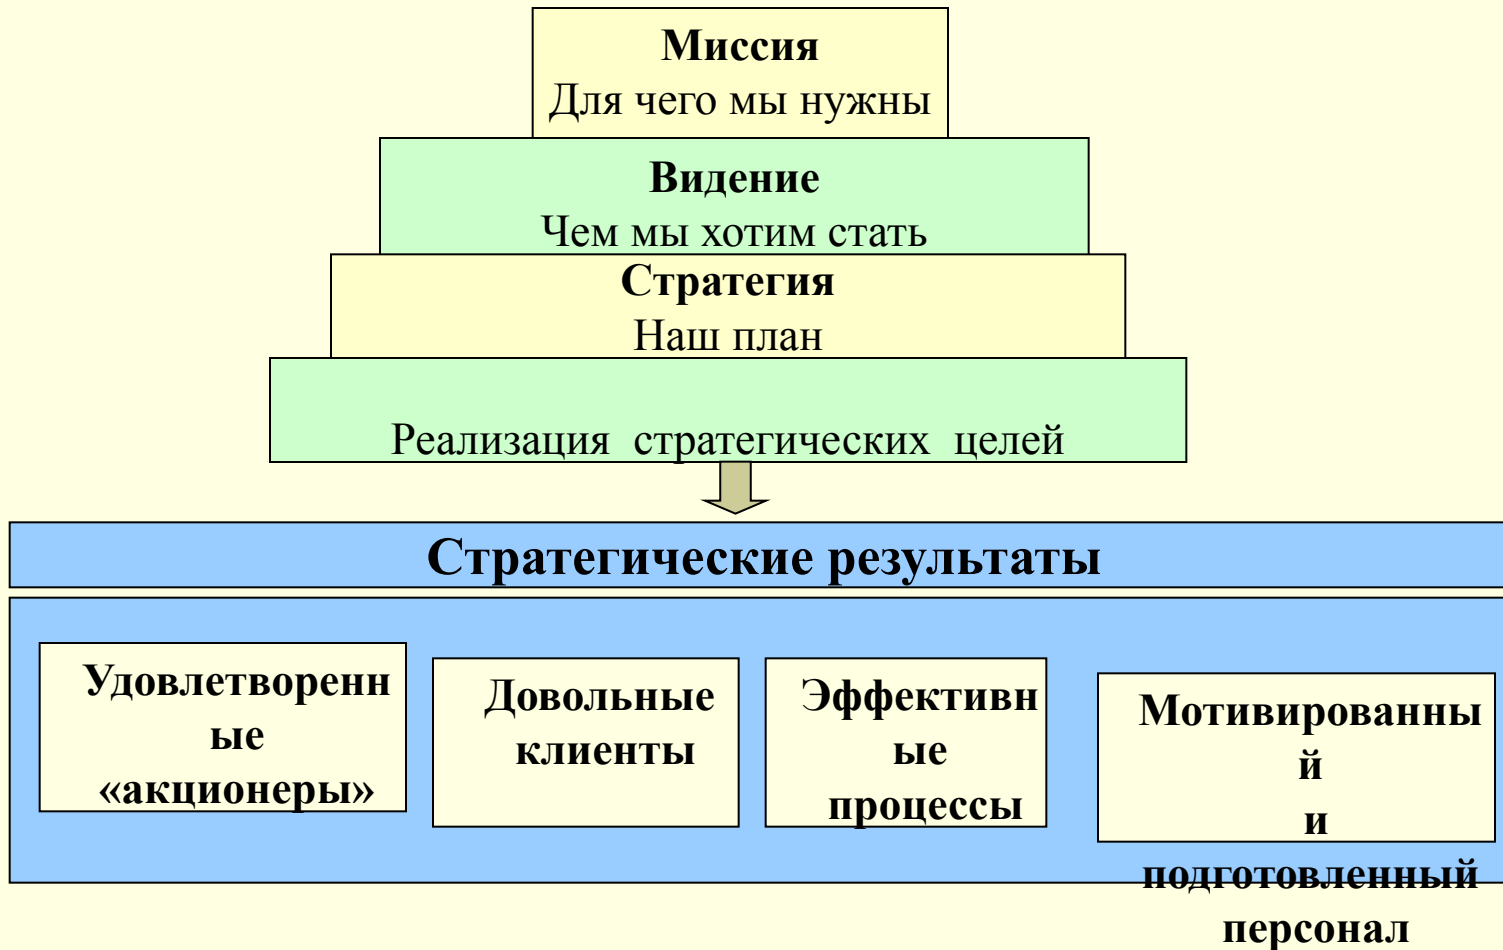 Миссия
Для чего мы нужны
Видение
Чем мы хотим стать
Стратегия
Наш план
Реализация стратегических целей
Стратегические результаты
Удовлетворенн
ые
«акционеры»
Довольные
клиенты
Эффективн
ые
процессы
Мотивированны
й
и
подготовленный
персонал